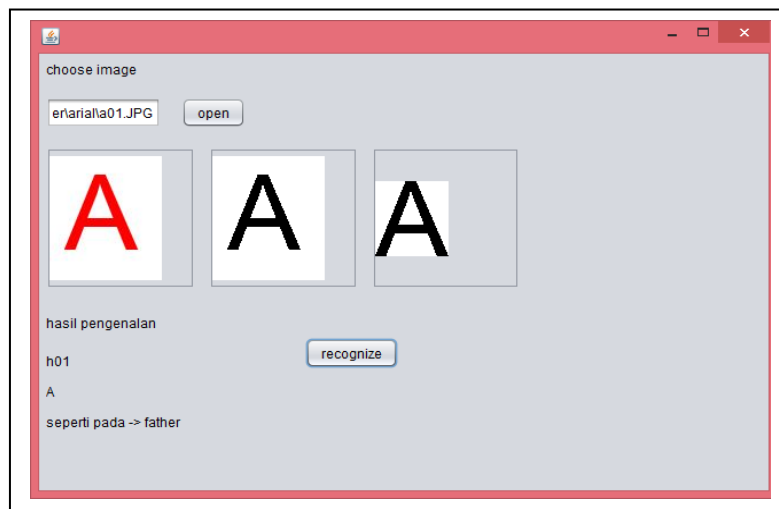 choose image
er\arial\a01.JPG open
A A A
hasil pengenalan
recognize
h01
A
seperti pada -> father